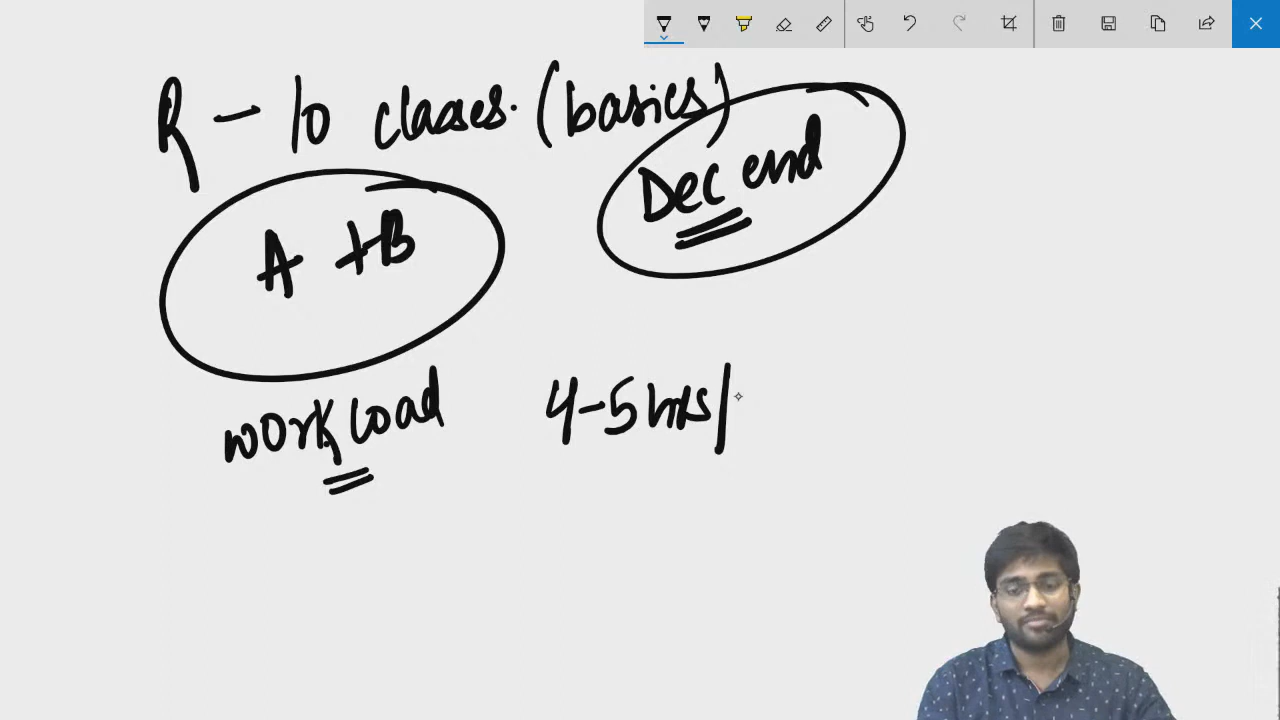 R - 10 classes. (basics)
Dec end
A + B
workload 4-5 hrs/